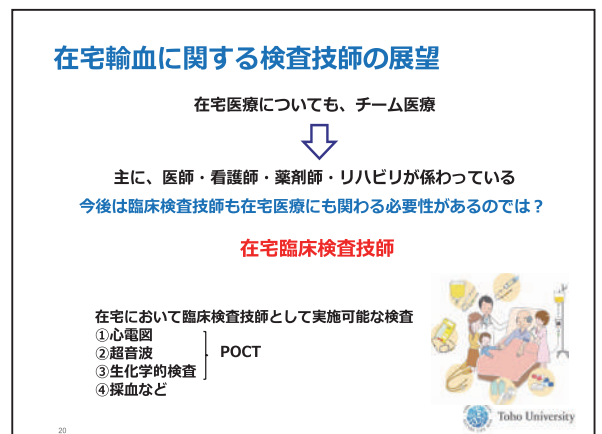 在宅輸血に関する検査技師の展望
在宅医療についても、チーム医療
主に、医師・看護師・薬剤師・リハビリが係わっている
今後は臨床検査技師も在宅医療にも関わる必要性があるのでは？
在宅臨床検査技師
在宅において臨床検査技師として実施可能な検査
①心電図
②超音波
POCT
③生化学的検査
④採血など
Toho University
20